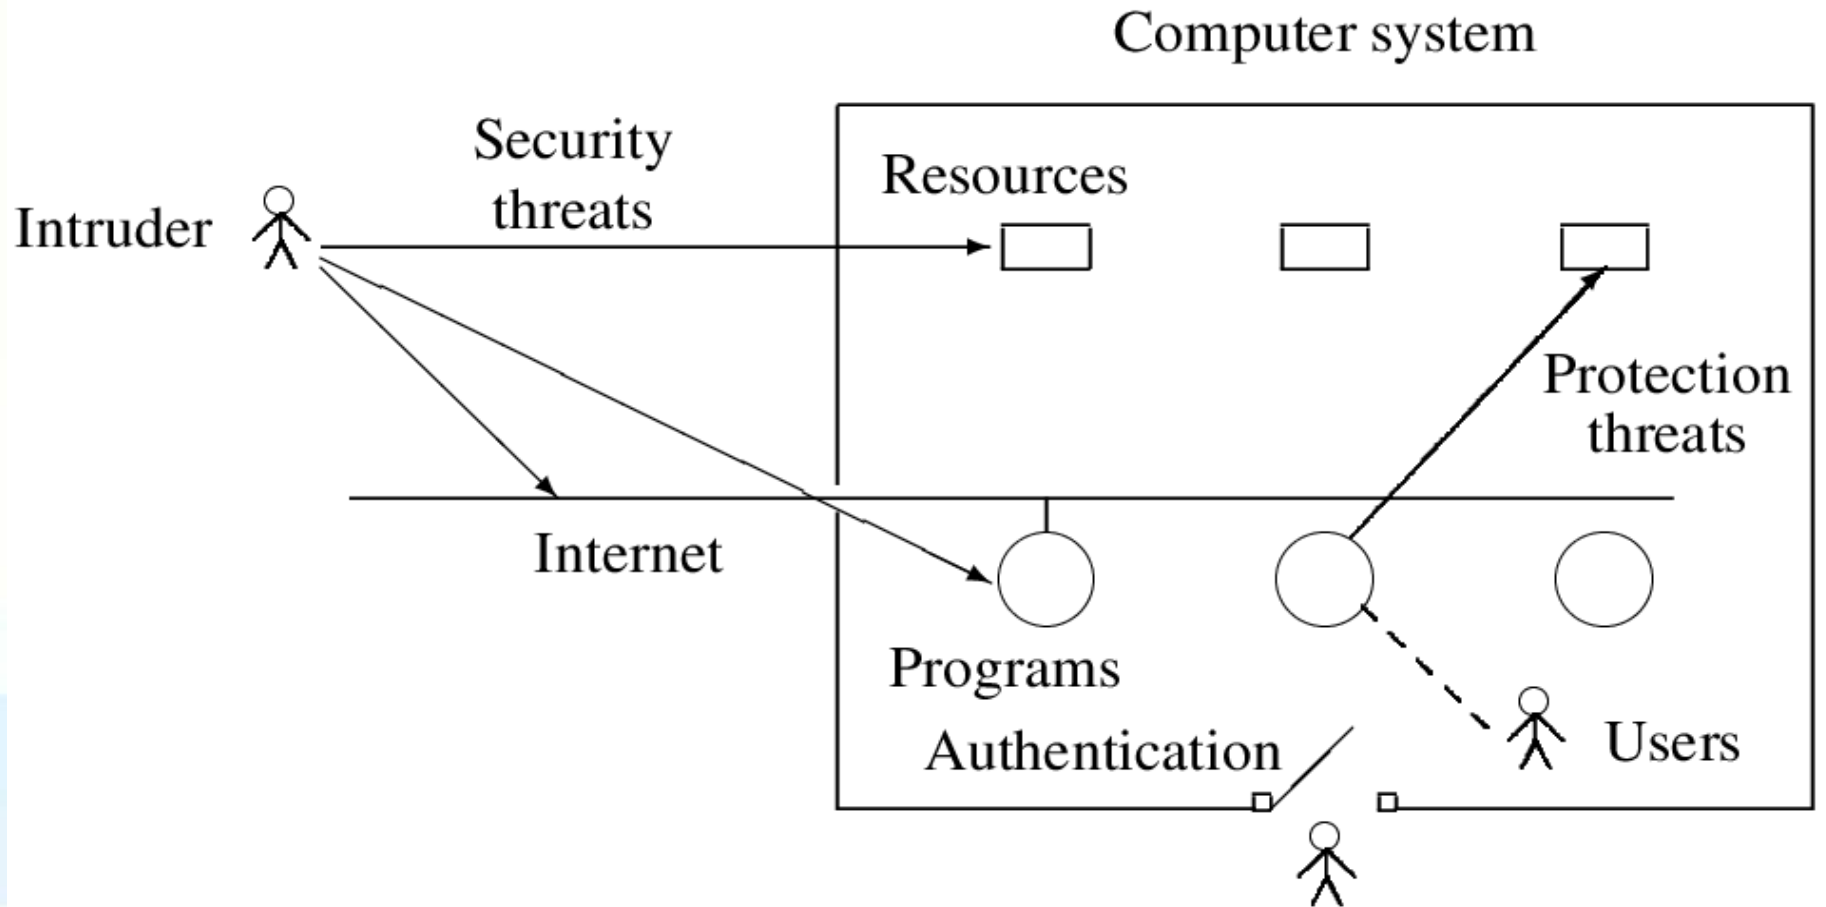 Computer system
Security
threats
Resources
Intruder
Protection
threats
Internet
Programs
Authentication
Users